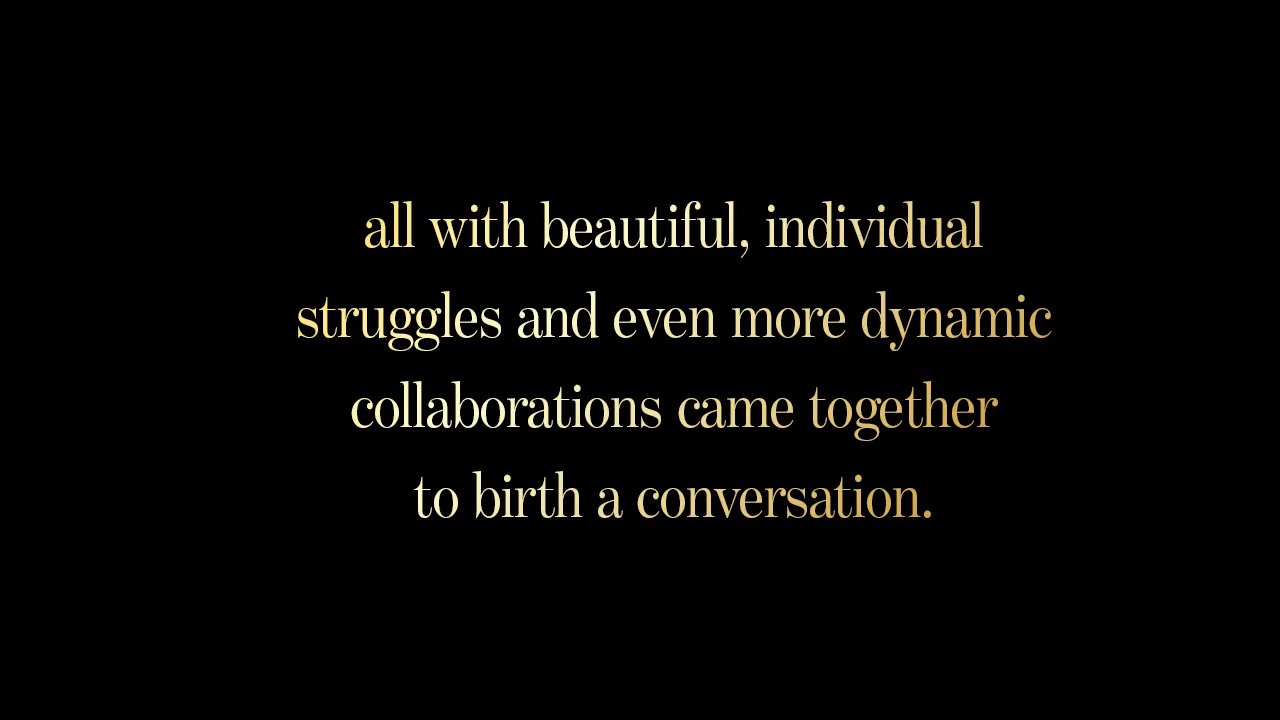 all with beautiful, individual
struggles and even more dynamic
collaborations came together
to birth a conversation.